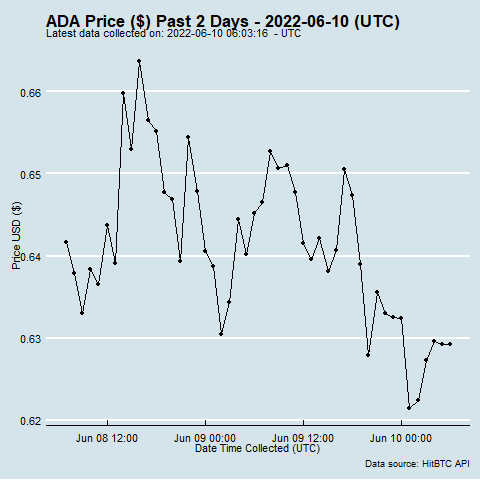 ADA Price ($) Past 2 Days - 2022-06-10 (UTC)
Latest data collected on: 2022-06-10 06:03:16  - UTC
0.66
0.65
0.64
0.63
0.62
Price USD ($)
Jun 08 12:00
Jun 09 00:00
Jun 09 12:00
Jun 10 00:00
Date Time Collected (UTC)
Data source: HitBTC API